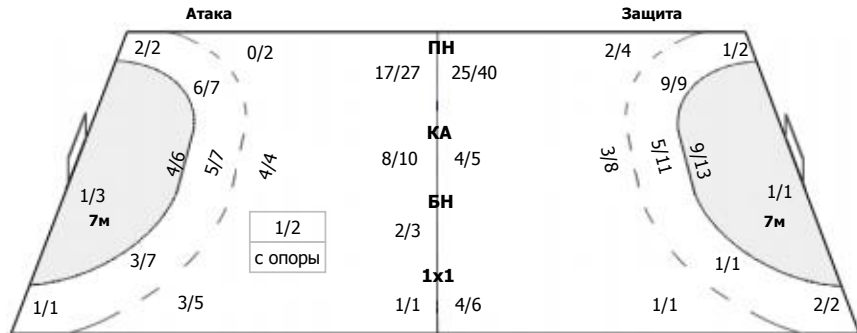 Атака Защита
2/2 0/2 ПН 2/4 1/2
6/7 17/27 25/40 9/9
КА
4/6 5/7 4/4 8/10 4/5 3/8 5/11 9/13
1/3 БН 1/1
7м 1/2 2/3 7м
3/7 с опоры 1/1
1х1
1/1 3/5 1/1 4/6 1/1 2/2